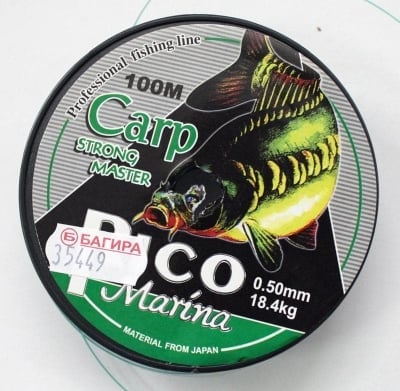 Professional fishing line
100M
Carp
STRONG
MASTER
Б БАГИРА
35449
PICO
Marina
0.50mm
18.4kg
MATERIAL FROM JAPAN